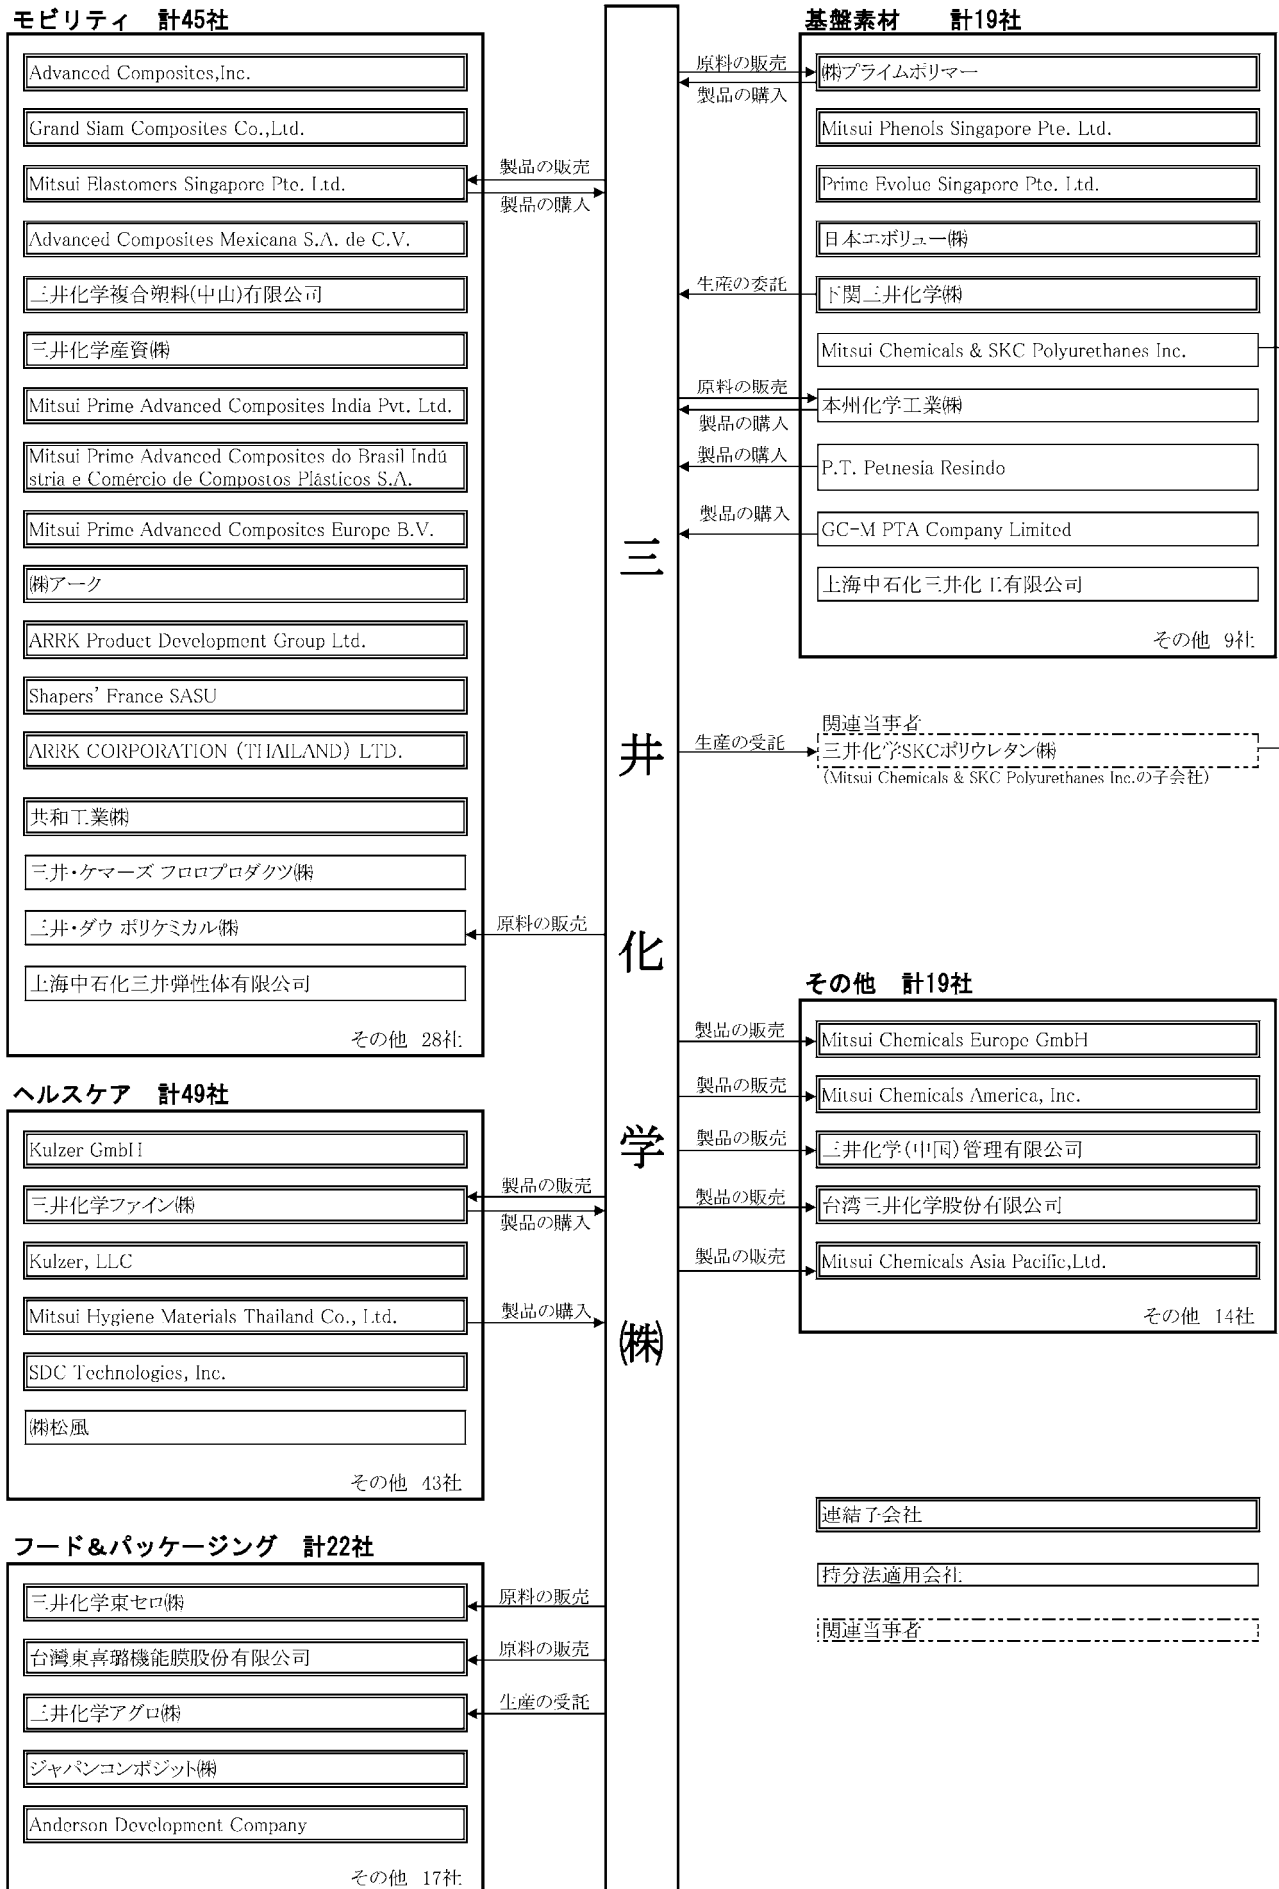 モビリティ 計45社
Advanced Composites,Inc.
Grand Siam Composites Co.,Ltd.
Mitsui Elastomers Singapore Pte. Ltd.
製品の販売
製品の購入
Advanced Composites Mexicana S.A. de C.V.
三井化学複合塑料(中山)有限公司
三井化学産資㈱
Mitsui Prime Advanced Composites India Pvt. Ltd.
Mitsui Prime Advanced Composites do Brasil Indú
stria e Comércio de Compostos Plásticos S.A.
Mitsui Prime Advanced Composites Europe B.V.
㈱アーク
ARRK Product Development Group Ltd.
Shapers' France SASU
ARRK CORPORATION (THAILAND) LTD.
共和工業㈱
三井・ケマーズ フロロプロダクツ㈱
三井・ダウ ポリケミカル㈱
原料の販売
上海中石化三井弾性体有限公司
その他 28社
ヘルスケア 計49社
Kulzer GmbH
三井化学ファイン㈱
製品の販売
製品の購入
Kulzer, LLC
Mitsui Hygiene Materials Thailand Co., Ltd.
製品の購入
SDC Technologies, Inc.
㈱松風
その他 43社
フード&パッケージング 計22社
三井化学東セロ㈱
原料の販売
台灣東喜璐機能膜股份有限公司
原料の販売
三井化学アグロ㈱
生産の受託
ジャパンコンポジット㈱
Anderson Development Company
その他 17社
三井化学㈱
基盤素材 計19社
原料の販売
製品の購入
㈱プライムポリマー
Mitsui Phenols Singapore Pte. Ltd.
Prime Evolue Singapore Pte. Ltd.
日本エボリュー㈱
生産の委託
下関三井化学㈱
Mitsui Chemicals & SKC Polyurethanes Inc.
原料の販売
製品の購入
本州化学工業㈱
製品の購入
P.T. Petnesia Resindo
製品の購入
GC-M PTA Company Limited
上海中石化三井化工有限公司
その他 9社
関連当事者
生産の受託
三井化学SKCポリウレタン㈱
(Mitsui Chemicals & SKC Polyurethanes Inc.の子会社)
その他 計19社
製品の販売
Mitsui Chemicals Europe GmbH
製品の販売
Mitsui Chemicals America, Inc.
製品の販売
三井化学(中国)管理有限公司
製品の販売
台湾三井化学股份有限公司
製品の販売
Mitsui Chemicals Asia Pacific,Ltd.
その他 14社
連結子会社
持分法適用会社
関連当事者